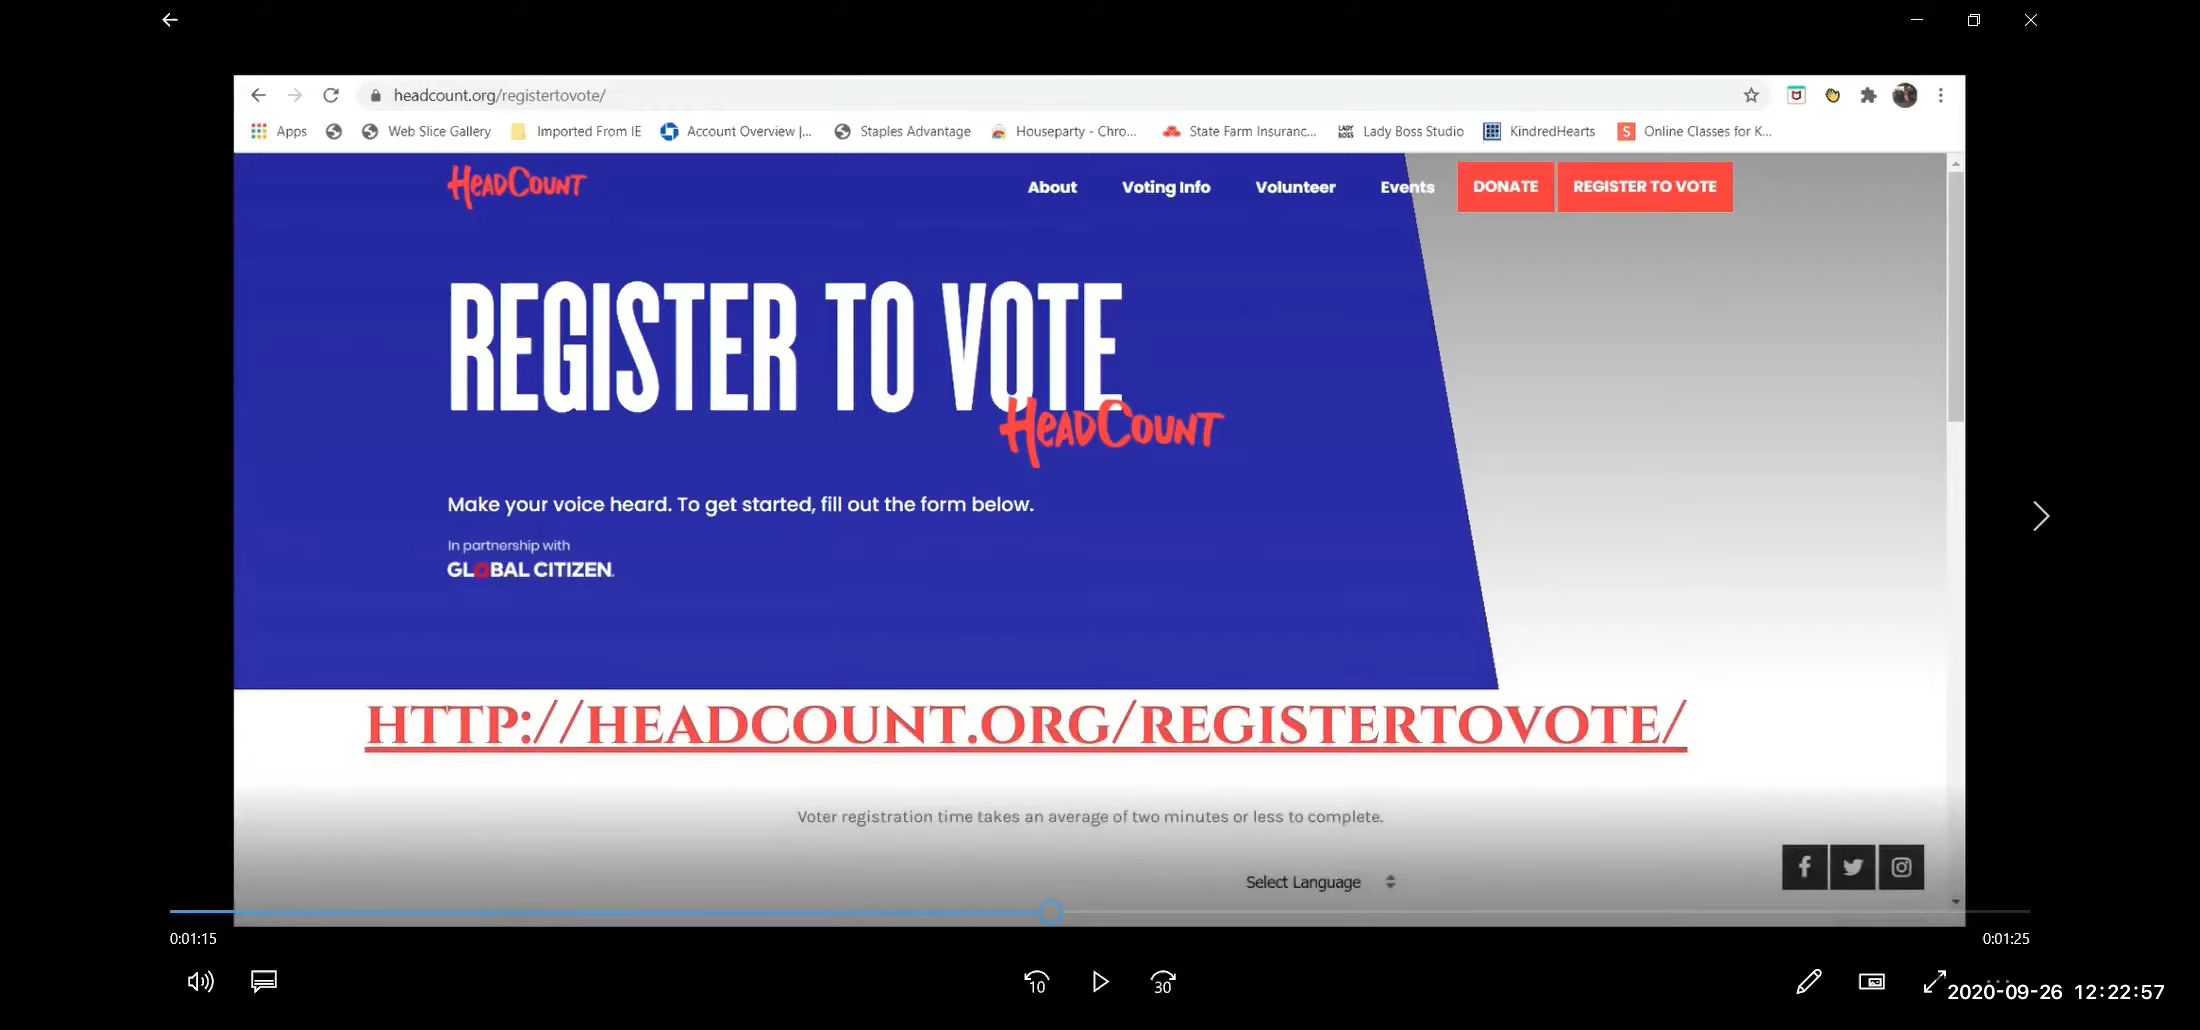 headcount.org/registertovote/
Apps Web Slice Gallery Imported From IE Account Overview |... Staples Advantage Houseparty - Chro... State Farm Insuranc... LADY BOSS Lady Boss Studio KindredHearts S Online Classes for K...
HEADCOUNT About Voting Info Volunteer Events DONATE REGISTER TO VOTE
REGISTER TO VOTE
HEADCOUNT
Make your voice heard. To get started, fill out the form below.
In partnership with
GLOBAL CITIZEN.
HTTP://HEADCOUNT.ORG/REGISTERTOVOTE/
Voter registration time takes an average of two minutes or less to complete.
Select Language
0:01:15 0:01:25
10 30
2020-09-26 12:22:57